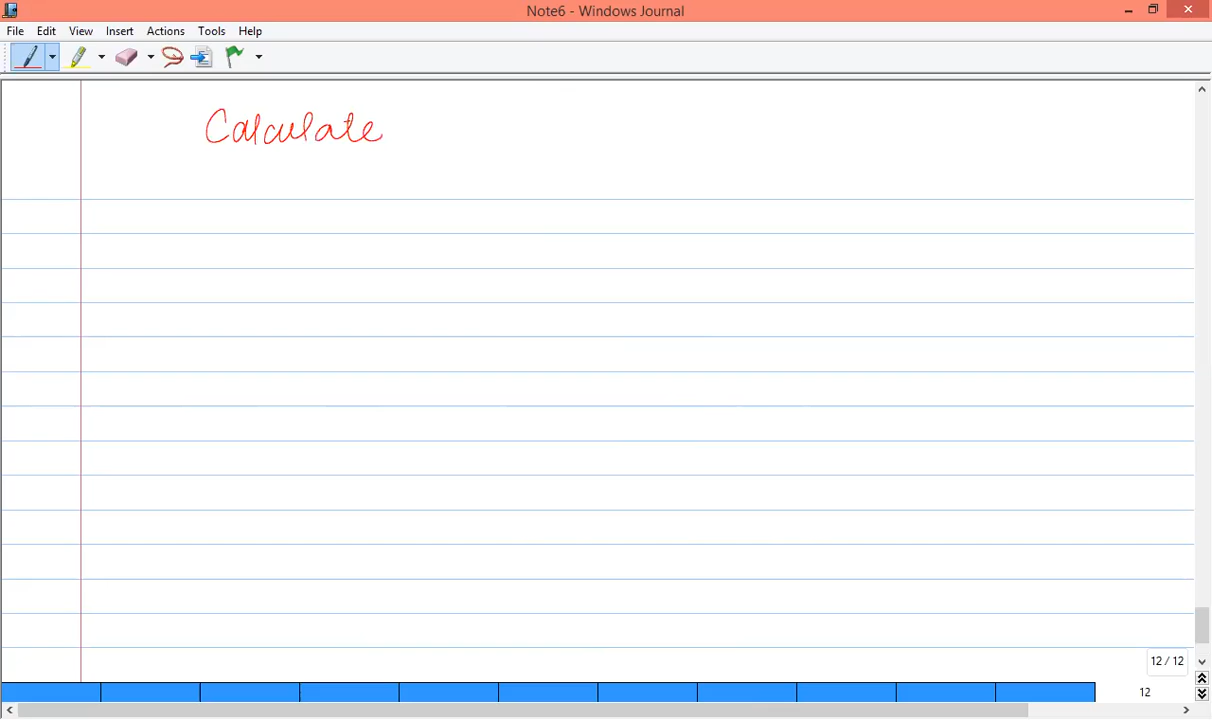 Note6 - Windows Journal
File Edit View Insert Actions Tools Help
Calculate
12 / 12
12